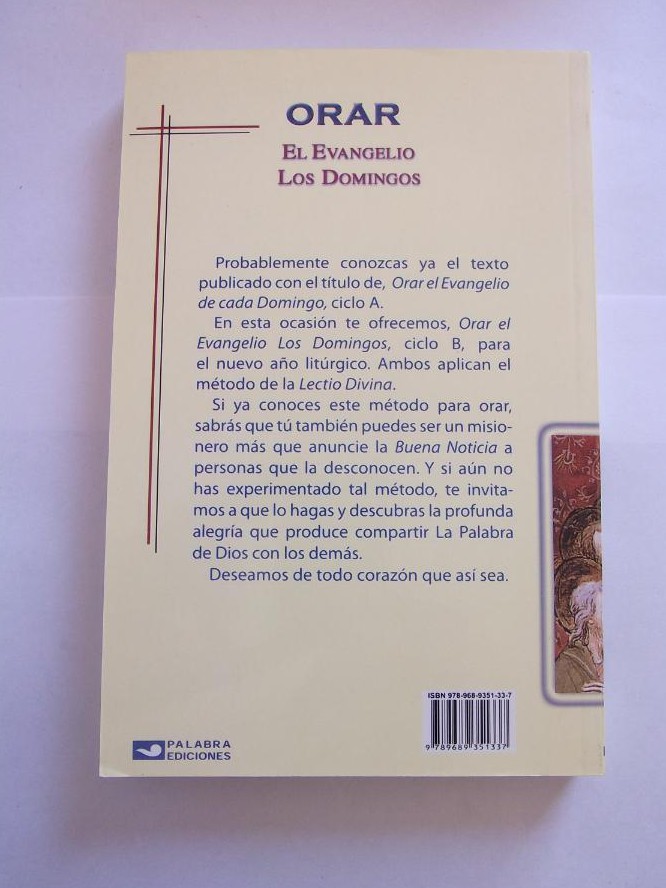 ORAR
EL EVANGELIO
LOS DOMINGOS
Probablemente conozcas ya el texto
publicado con el título de, Orar el Evangelio
de cada Domingo, ciclo A.
En esta ocasión te ofrecemos, Orar el
Evangelio Los Domingos, ciclo B, para
el nuevo año litúrgico. Ambos aplican el
método de la Lectio Divina.
Si ya conoces este método para orar,
sabrás que tú también puedes ser un misio-
nero más que anuncie la Buena Noticia a
personas que la desconocen. Y si aún no
has experimentado tal método, te invita-
mos a que lo hagas y descubras la profunda
alegría que produce compartir La Palabra
de Dios con los demás.
Deseamos de todo corazón que así sea.
ISBN 978-968-9351-33-7
9 789689 351337
PALABRA
EDICIONES